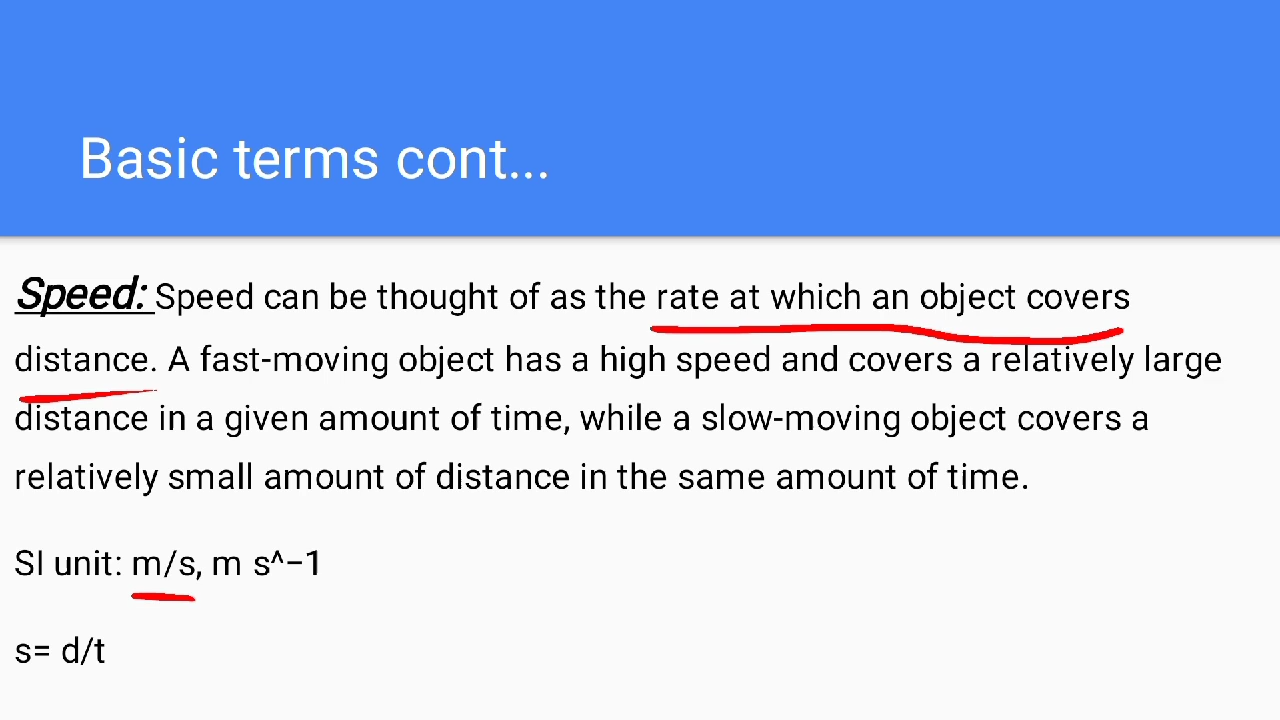 Basic terms cont...
Speed: Speed can be thought of as the rate at which an object covers
distance. A fast-moving object has a high speed and covers a relatively large
distance in a given amount of time, while a slow-moving object covers a
relatively small amount of distance in the same amount of time.
SI unit: m/s, m s^−1
s= d/t